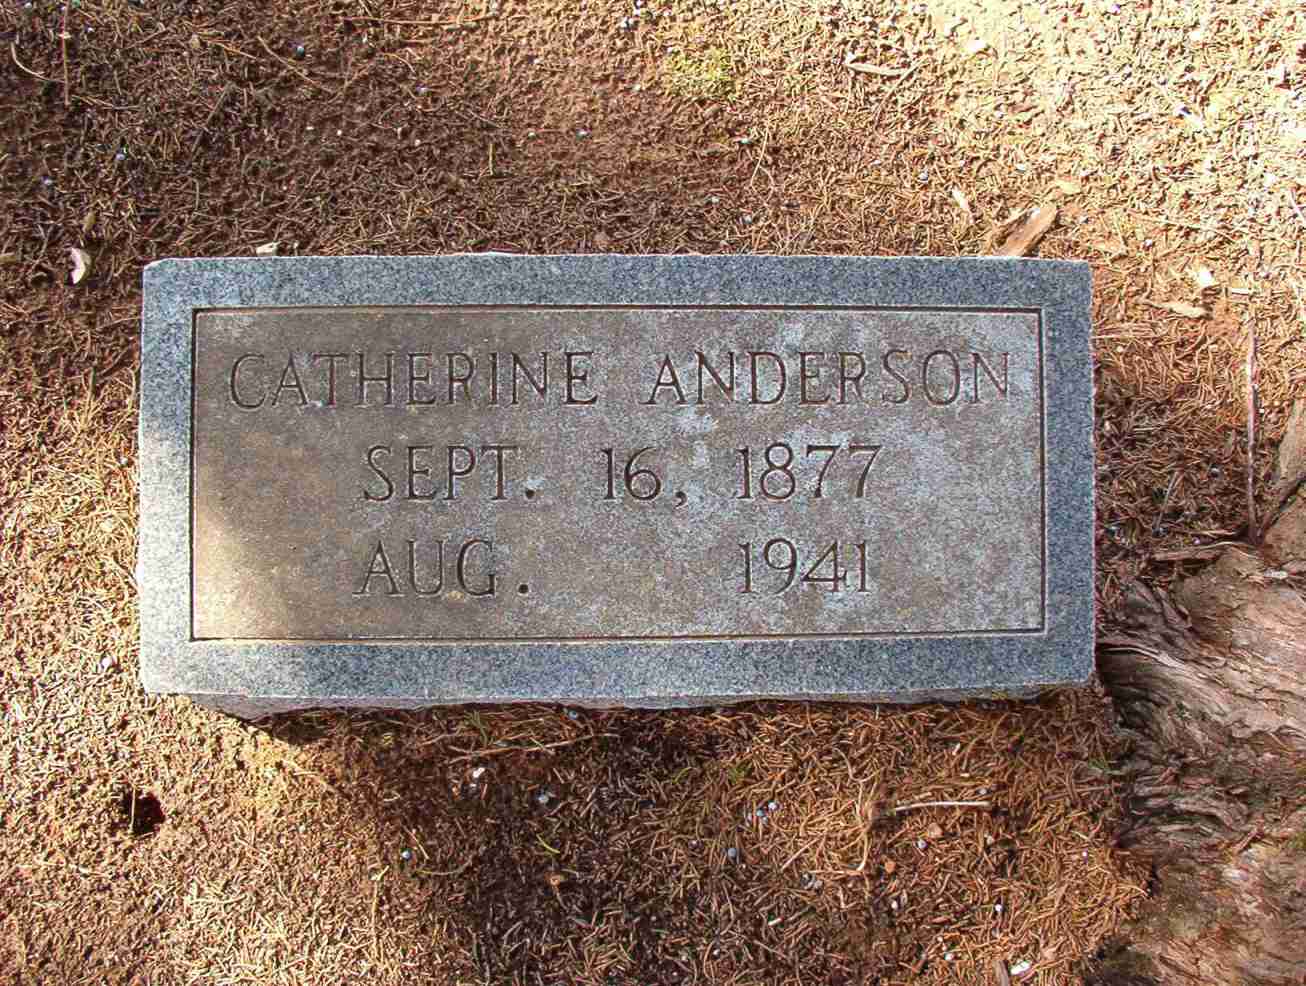 CATHERINE ANDERSON
SEPT. 16, 1877
AUG. 1941